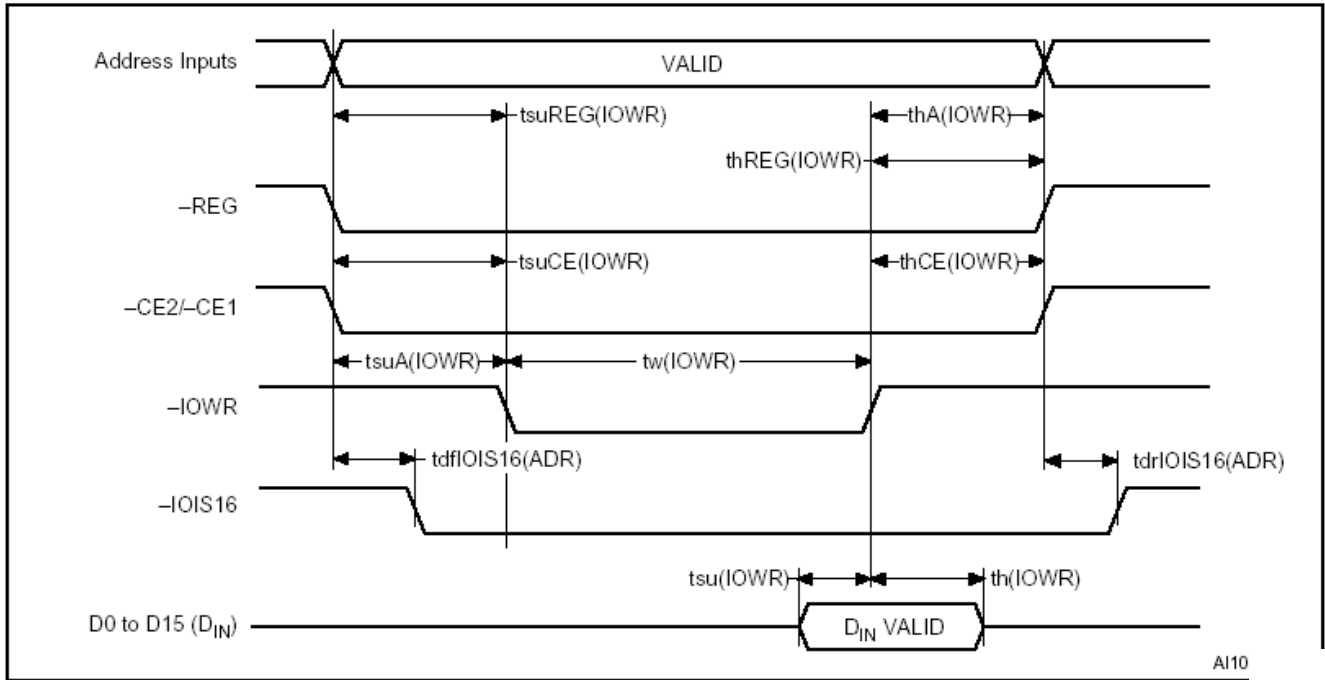 Address Inputs
VALID
tsuREG(IOWR)
thA(IOWR)
thREG(IOWR)
–REG
tsuCE(IOWR)
thCE(IOWR)
–CE2/–CE1
tsuA(IOWR)
tw(IOWR)
–IOWR
tdfIOIS16(ADR)
tdrIOIS16(ADR)
–IOIS16
tsu(IOWR)
th(IOWR)
D0 to D15 (DIN)
DIN VALID
AI10